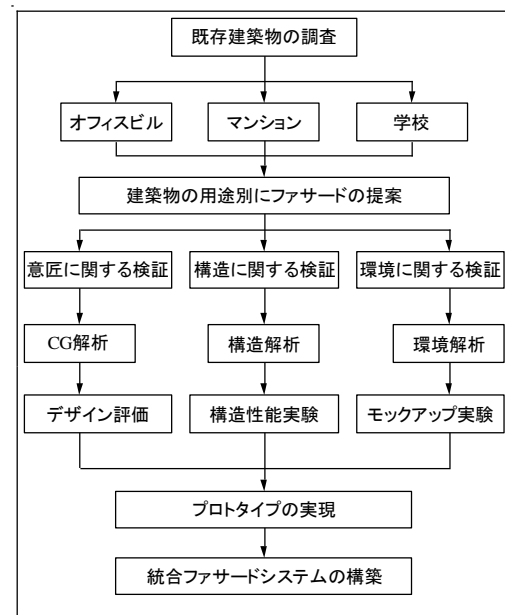 既存建築物の調査
オフィスビル
マンション
学校
建築物の用途別にファサードの提案
意匠に関する検証
構造に関する検証
環境に関する検証
CG解析
構造解析
環境解析
デザイン評価
構造性能実験
モックアップ実験
プロトタイプの実現
統合ファサードシステムの構築